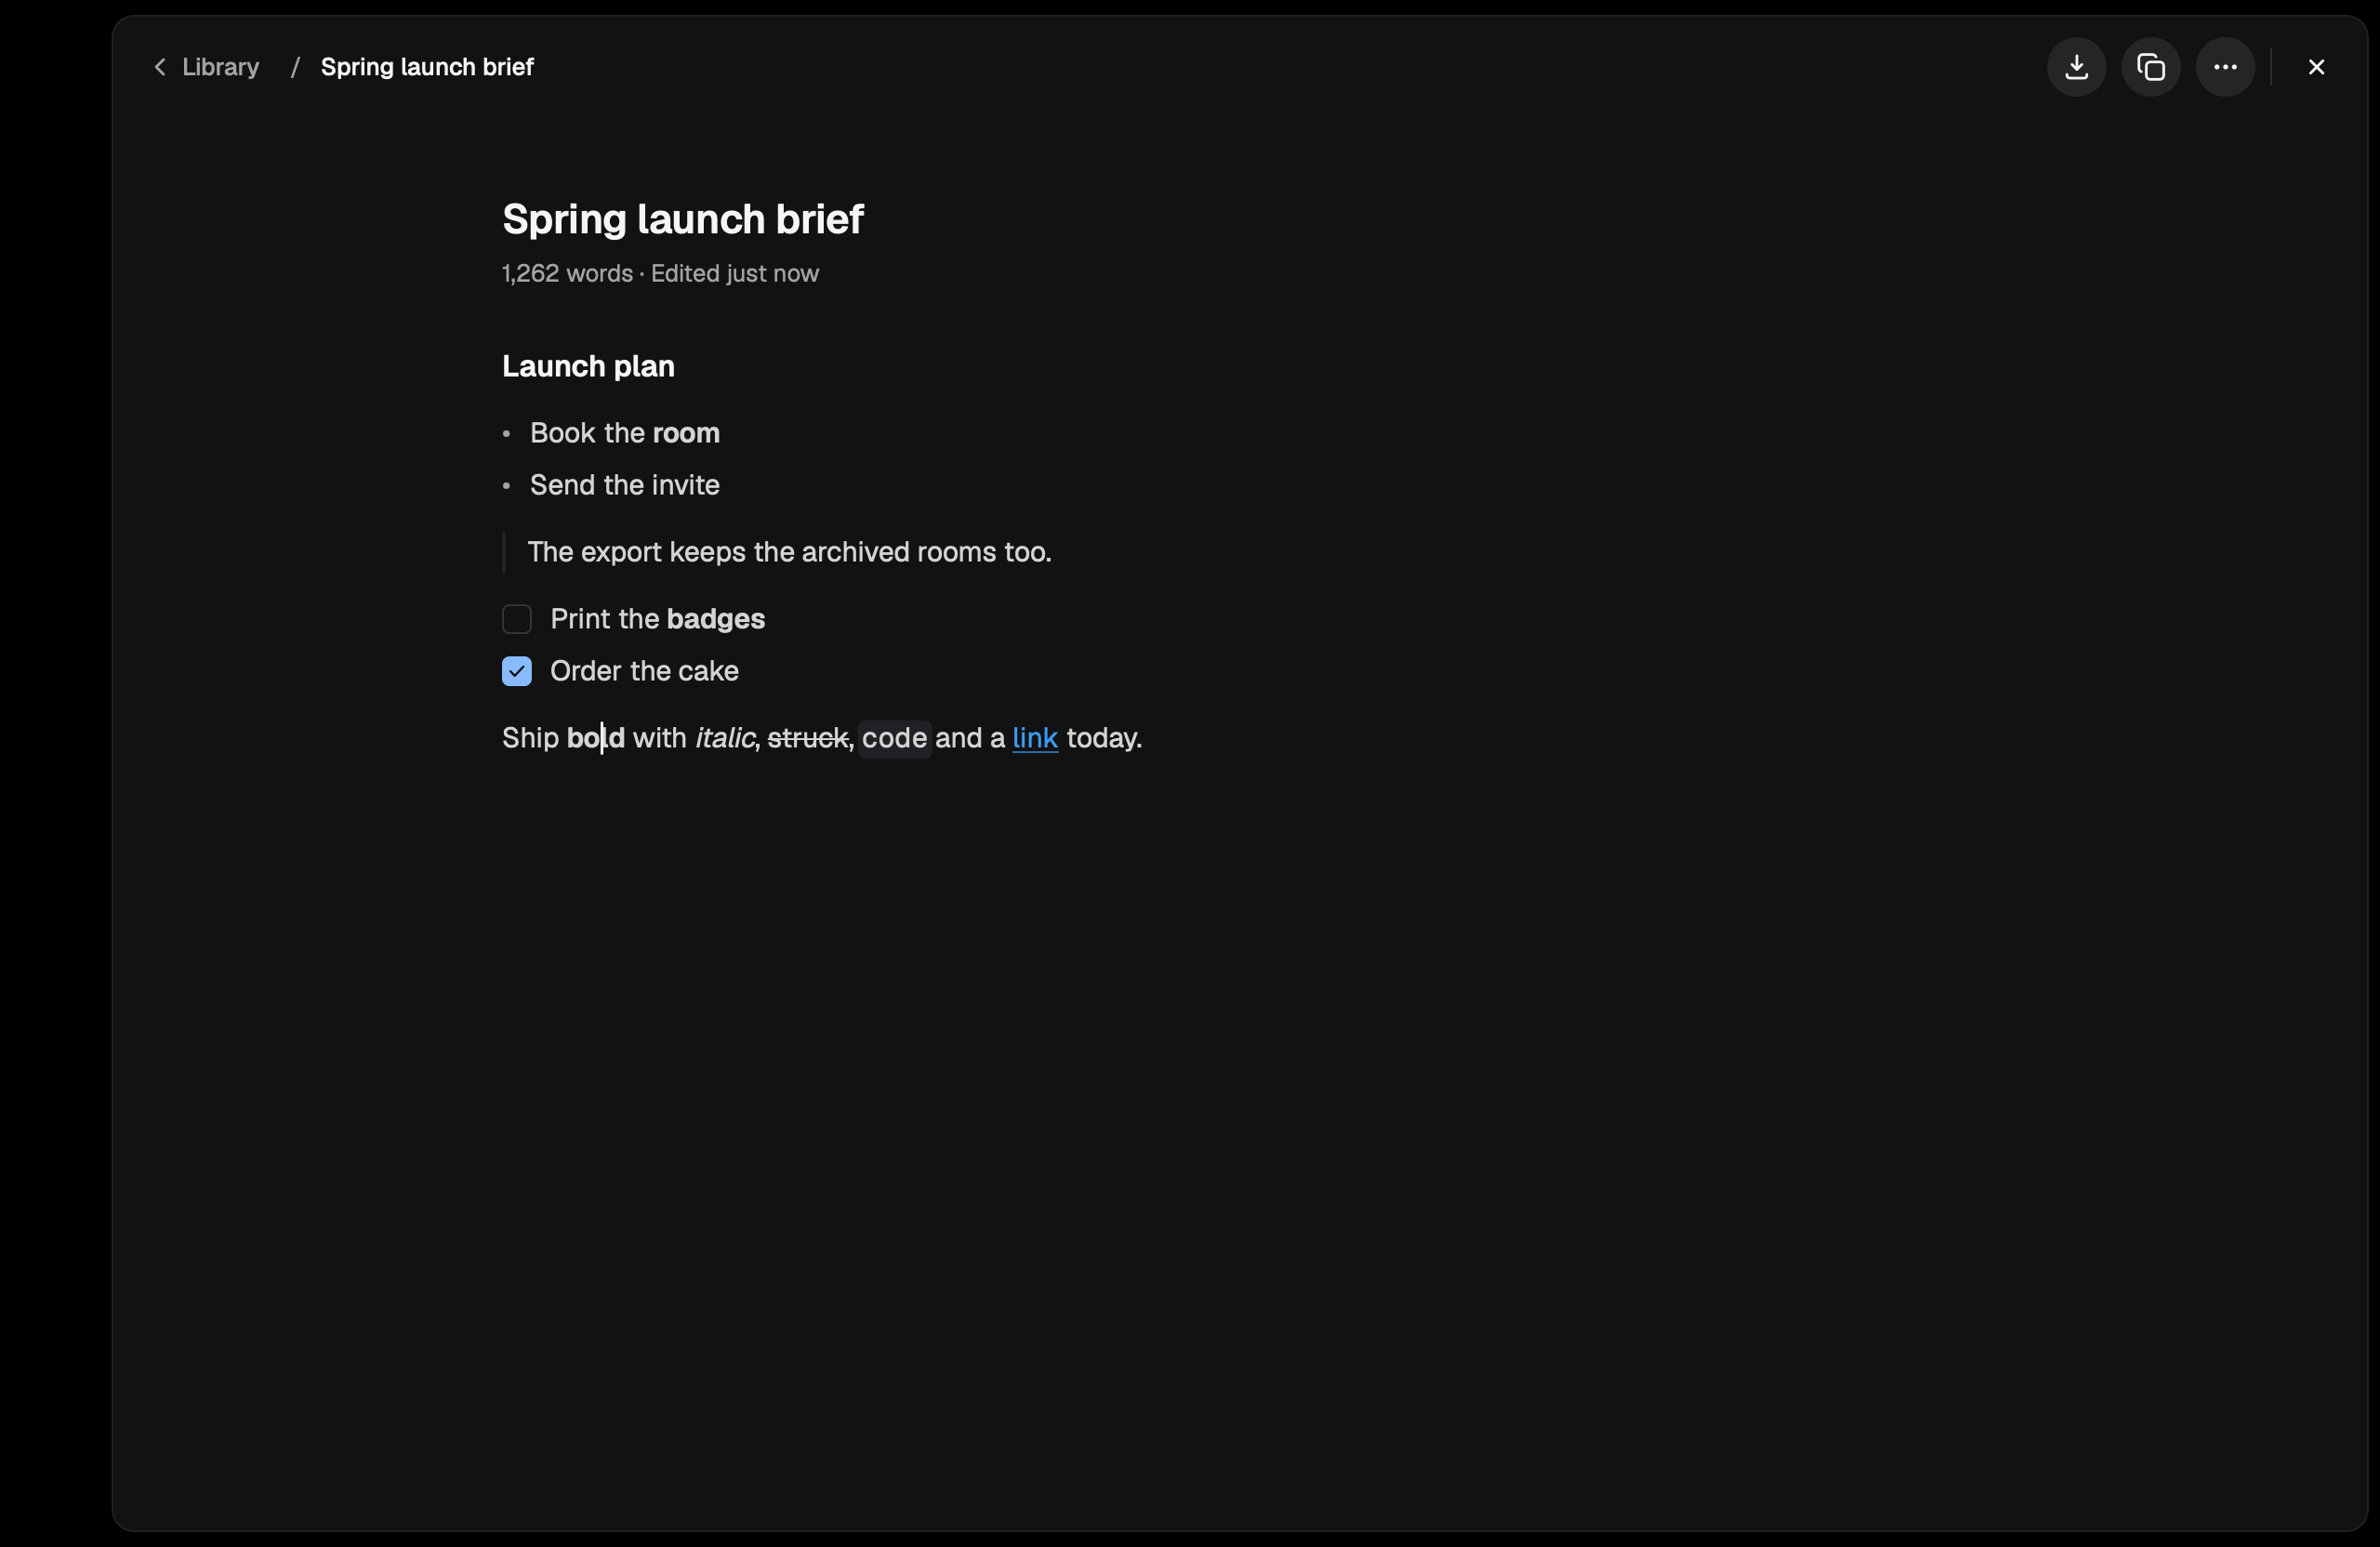 Library / Spring launch brief
Spring launch brief
1,262 words · Edited just now
Launch plan
• Book the room
• Send the invite
The export keeps the archived rooms too.
Print the badges
Order the cake
Ship bold with italic, struck, code and a link today.